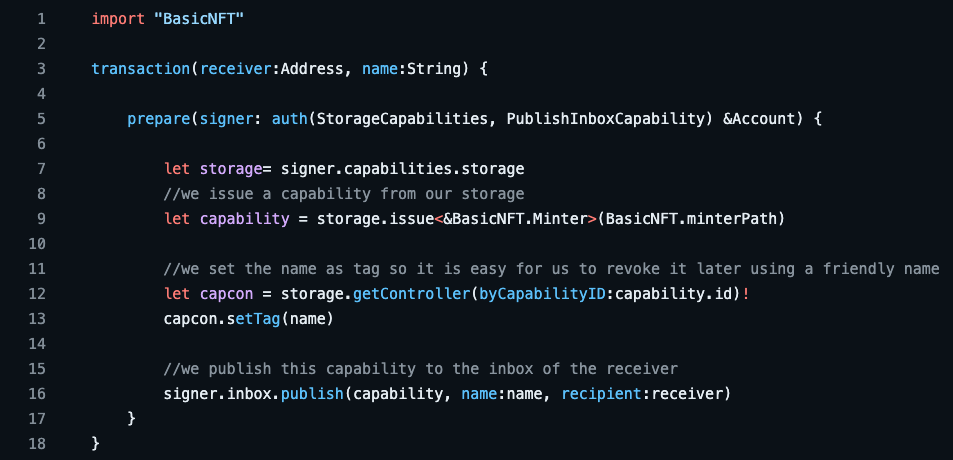 1 import "BasicNFT"
2
3 transaction(receiver:Address, name:String) {
4
5 prepare(signer: auth(StorageCapabilities, PublishInboxCapability) &Account) {
6
7 let storage= signer.capabilities.storage
8 //we issue a capability from our storage
9 let capability = storage.issue<&BasicNFT.Minter>(BasicNFT.minterPath)
10
11 //we set the name as tag so it is easy for us to revoke it later using a friendly name
12 let capcon = storage.getController(byCapabilityID:capability.id)!
13 capcon.setTag(name)
14
15 //we publish this capability to the inbox of the receiver
16 signer.inbox.publish(capability, name:name, recipient:receiver)
17 }
18 }